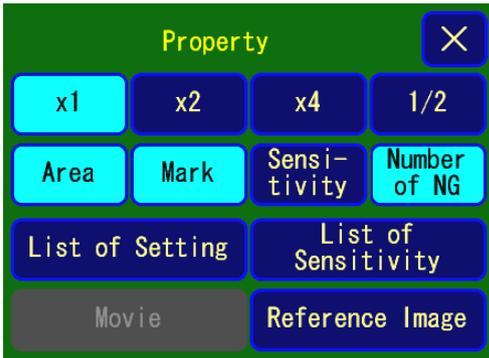 Property
x1 x2 x4 1/2
Area Mark Sensi-
tivity Number
of NG
List of Setting List of
Sensitivity
Movie Reference Image